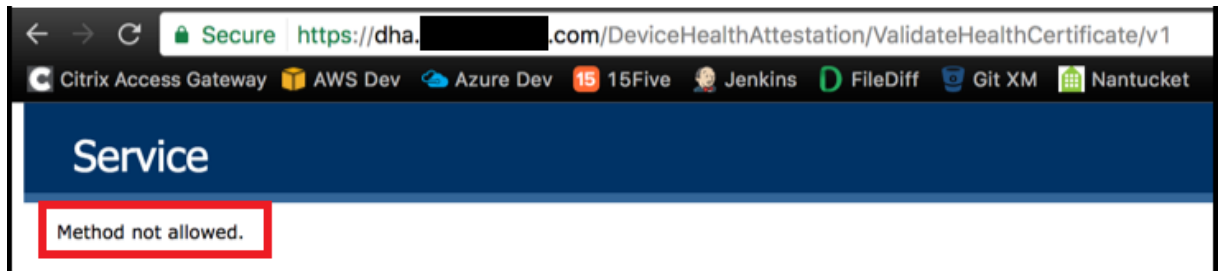 Secure https://dha. .com/DeviceHealthAttestation/ValidateHealthCertificate/v1
C Citrix Access Gateway AWS Dev Azure Dev 15 15Five Jenkins D FileDiff Git XM Nantucket
Service
Method not allowed.